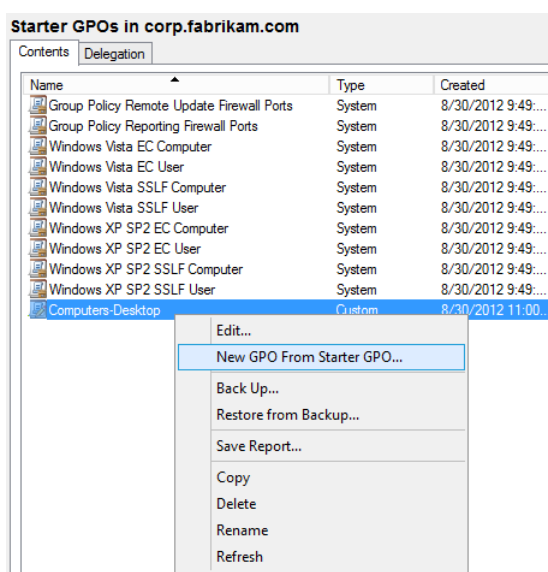 Starter GPOs in corp.fabrikam.com
Contents Delegation
Name Type Created
Group Policy Remote Update Firewall Ports System 8/30/2012 9:49:...
Group Policy Reporting Firewall Ports System 8/30/2012 9:49:...
Windows Vista EC Computer System 8/30/2012 9:49:...
Windows Vista EC User System 8/30/2012 9:49:...
Windows Vista SSLF Computer System 8/30/2012 9:49:...
Windows Vista SSLF User System 8/30/2012 9:49:...
Windows XP SP2 EC Computer System 8/30/2012 9:49:...
Windows XP SP2 EC User System 8/30/2012 9:49:...
Windows XP SP2 SSLF Computer System 8/30/2012 9:49:...
Windows XP SP2 SSLF User System 8/30/2012 9:49:...
Computers-Desktop Custom 8/30/2012 11:00...
Edit...
New GPO From Starter GPO...
Back Up...
Restore from Backup...
Save Report...
Copy
Delete
Rename
Refresh